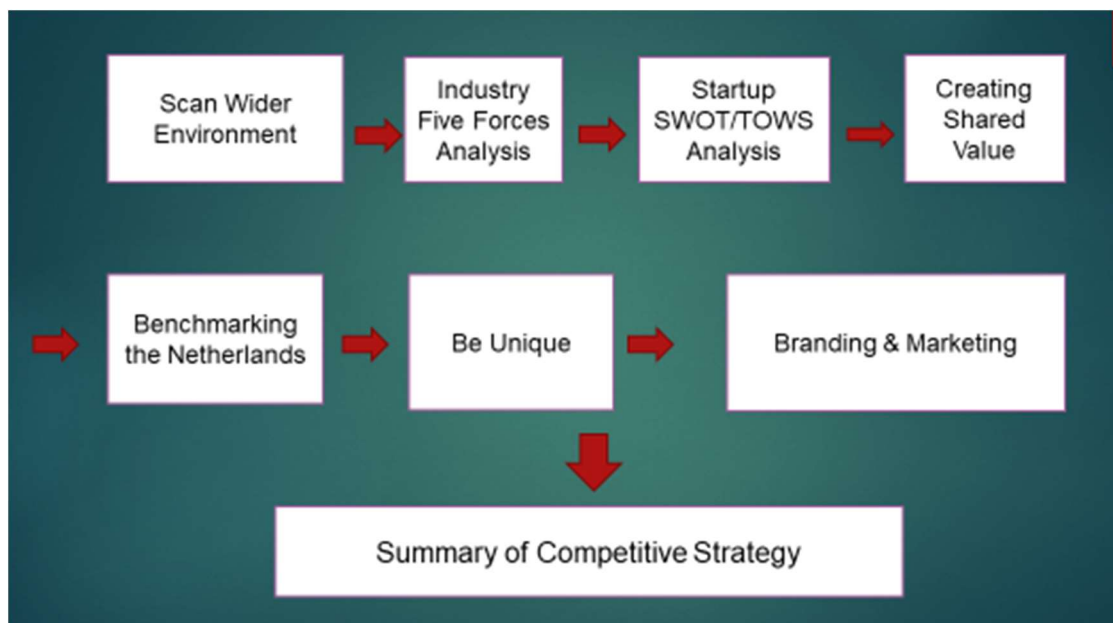 Scan Wider
Environment
Industry
Five Forces
Analysis
Startup
SWOT/TOWS
Analysis
Creating
Shared
Value
Benchmarking
the Netherlands
Be Unique
Branding & Marketing
Summary of Competitive Strategy